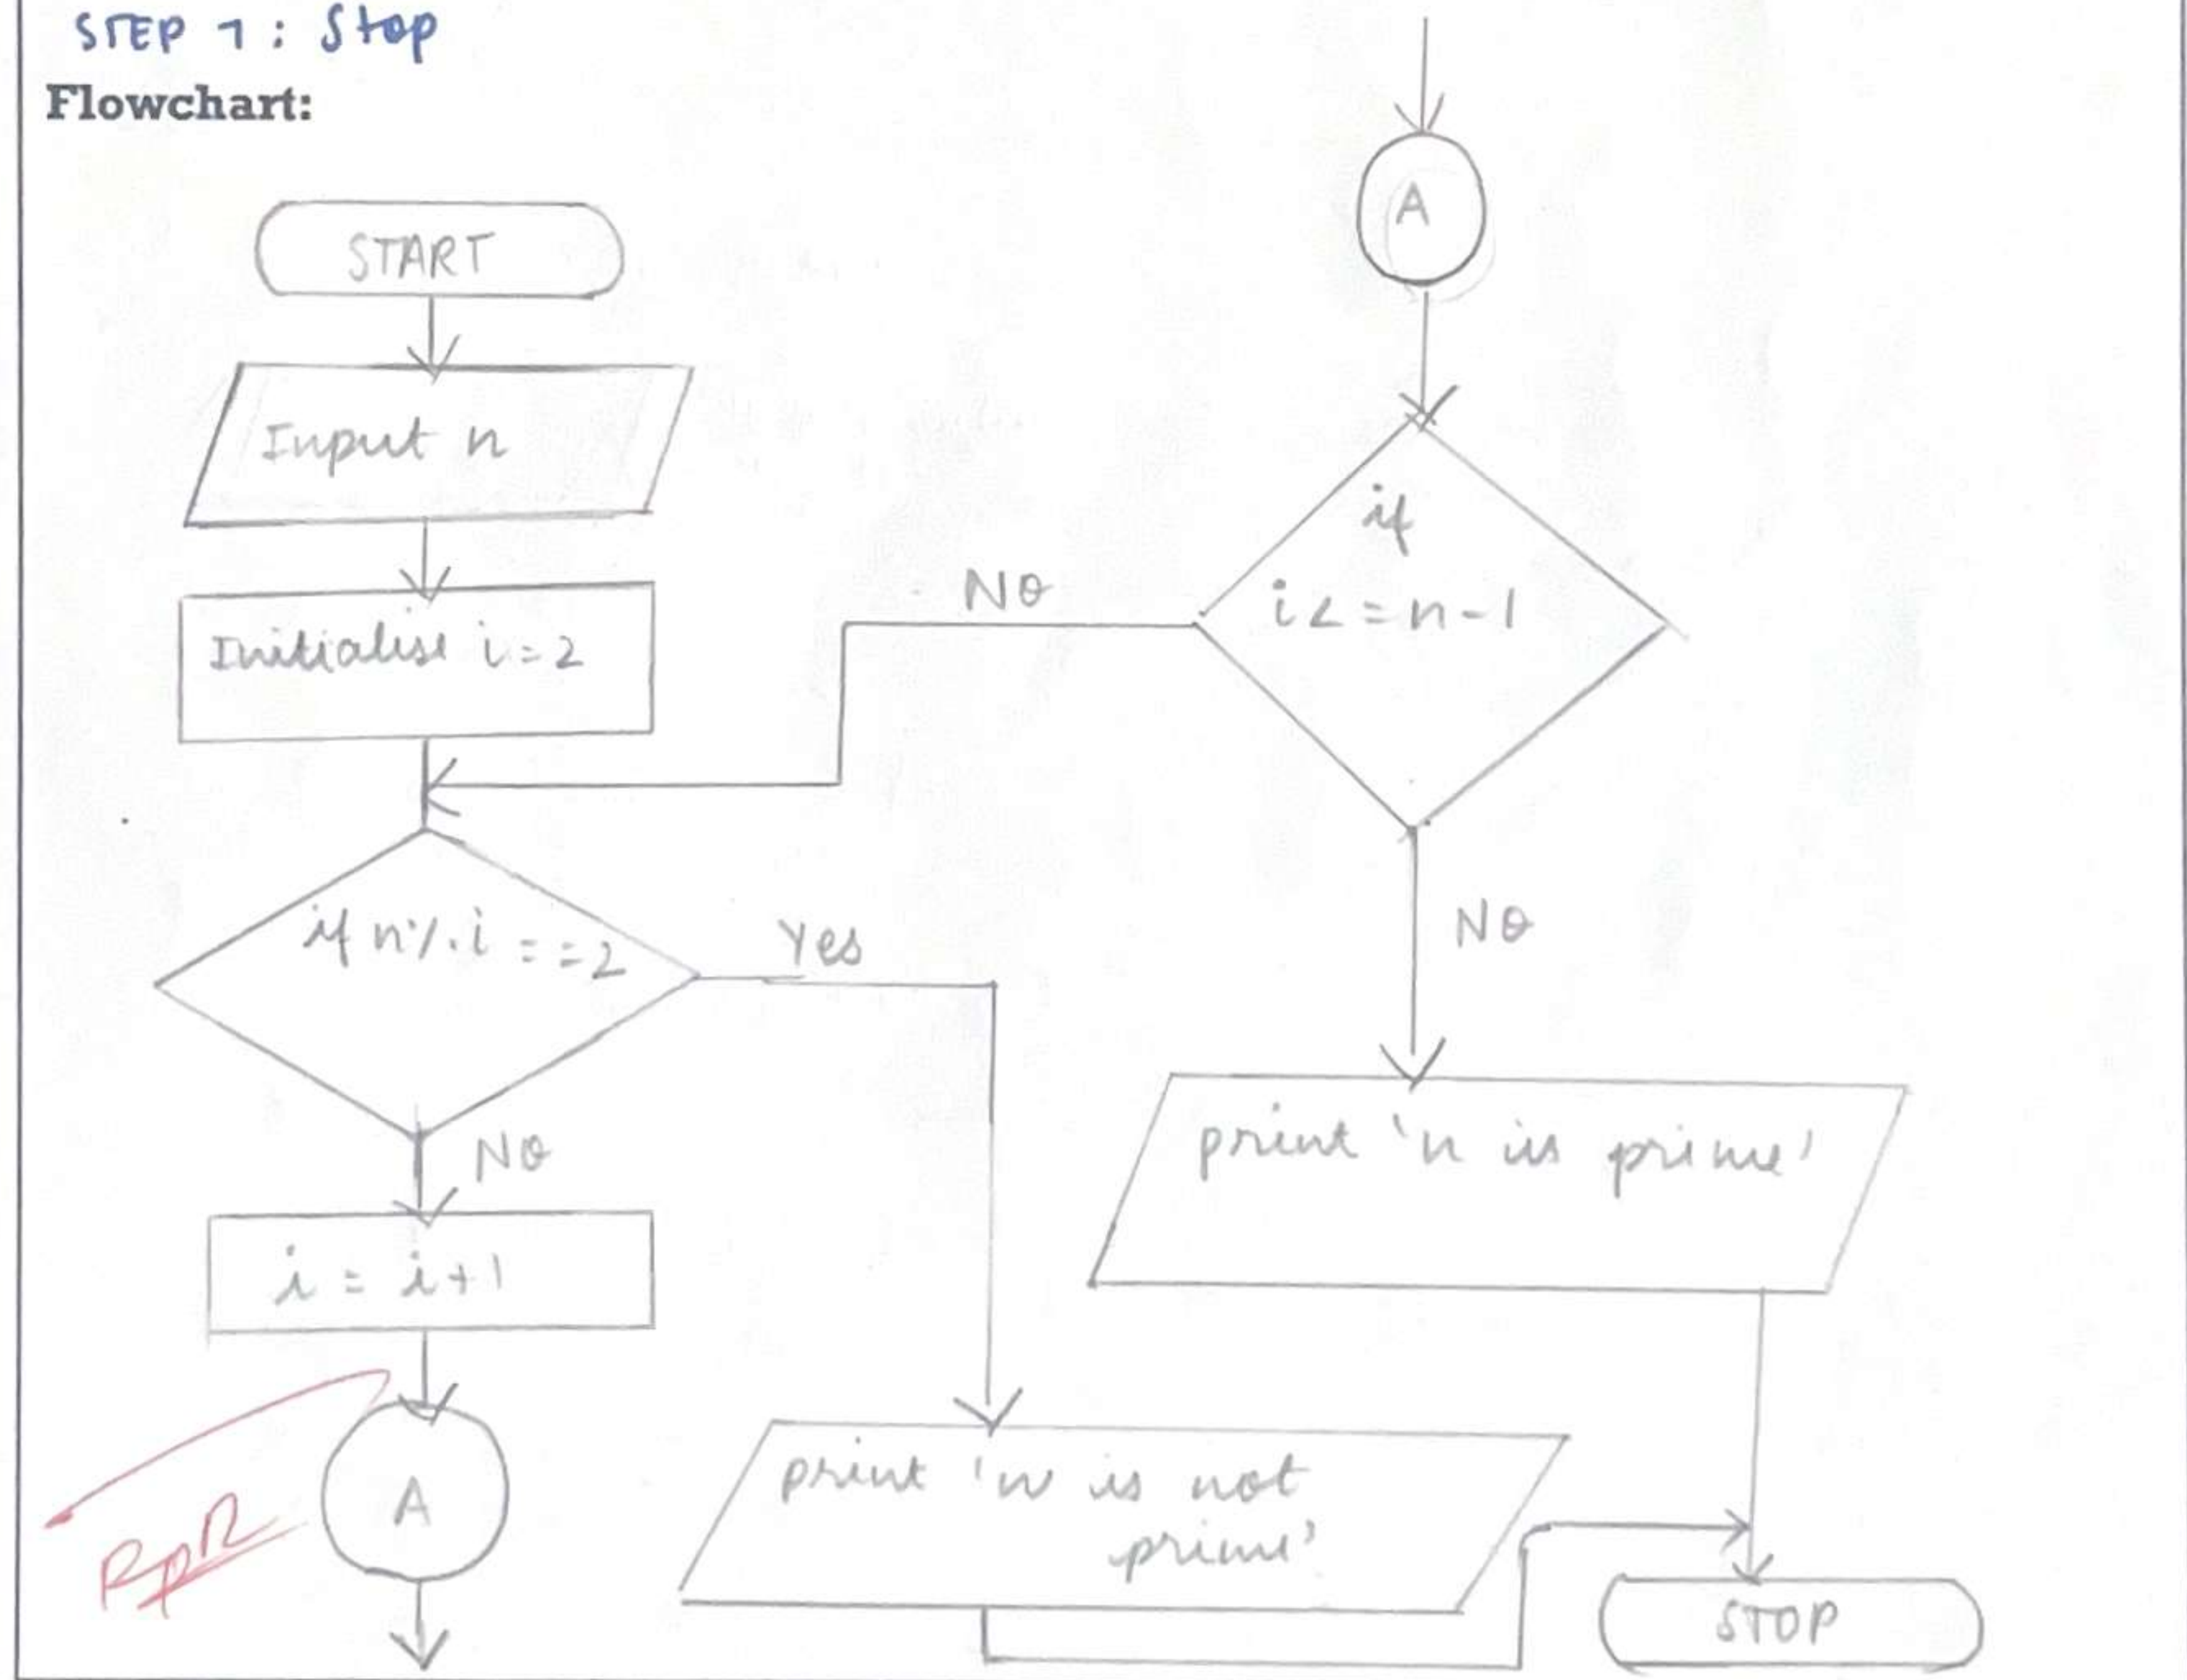 STEP 7 : Stop
Flowchart:
START
Input n
Initialise i=2
if n%i ==2
Yes
No
i = i+1
A
A
if
i<=n-1
No
No
print 'n is prime'
print 'n is not
prime'
STOP